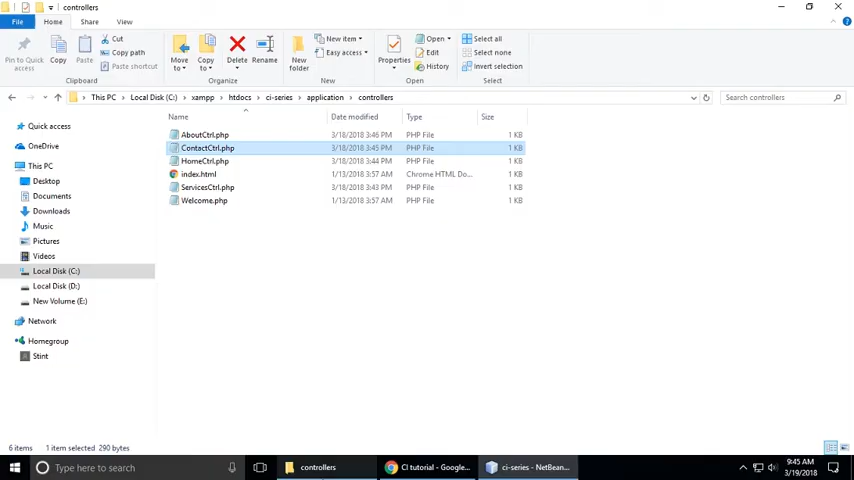 controllers
File Home Share View
Pin to Quick access
Copy
Paste
Cut
Copy path
Paste shortcut
Clipboard
Move to
Copy to
Delete
Rename
Organize
New folder
New item
Easy access
New
Properties
Open
Edit
History
Open
Select all
Select none
Invert selection
Select
This PC Local Disk (C:) xampp htdocs ci-series application controllers
Search controllers
Name Date modified Type Size
AboutCtrl.php 3/18/2018 3:46 PM PHP File 1 KB
ContactCtrl.php 3/18/2018 3:45 PM PHP File 1 KB
HomeCtrl.php 3/18/2018 3:44 PM PHP File 1 KB
index.html 1/13/2018 3:57 AM Chrome HTML Do... 1 KB
ServicesCtrl.php 3/18/2018 3:43 PM PHP File 1 KB
Welcome.php 1/13/2018 3:57 AM PHP File 1 KB
Quick access
OneDrive
This PC
Desktop
Documents
Downloads
Music
Pictures
Videos
Local Disk (C:)
Local Disk (D:)
New Volume (E:)
Network
Homegroup
Stint
6 items 1 item selected 290 bytes
Type here to search
controllers
CI tutorial - Google...
ci-series - NetBean...
9:45 AM
3/19/2018